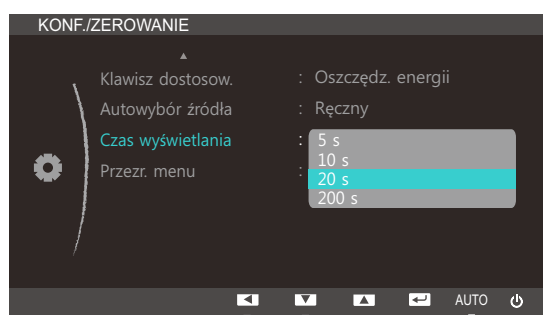 KONF./ZEROWANIE
Klawisz dostosow. : Oszczędz. energii
Autowybór źródła : Ręczny
Czas wyświetlania : 5 s
10 s
Przezr. menu : 20 s
200 s
AUTO